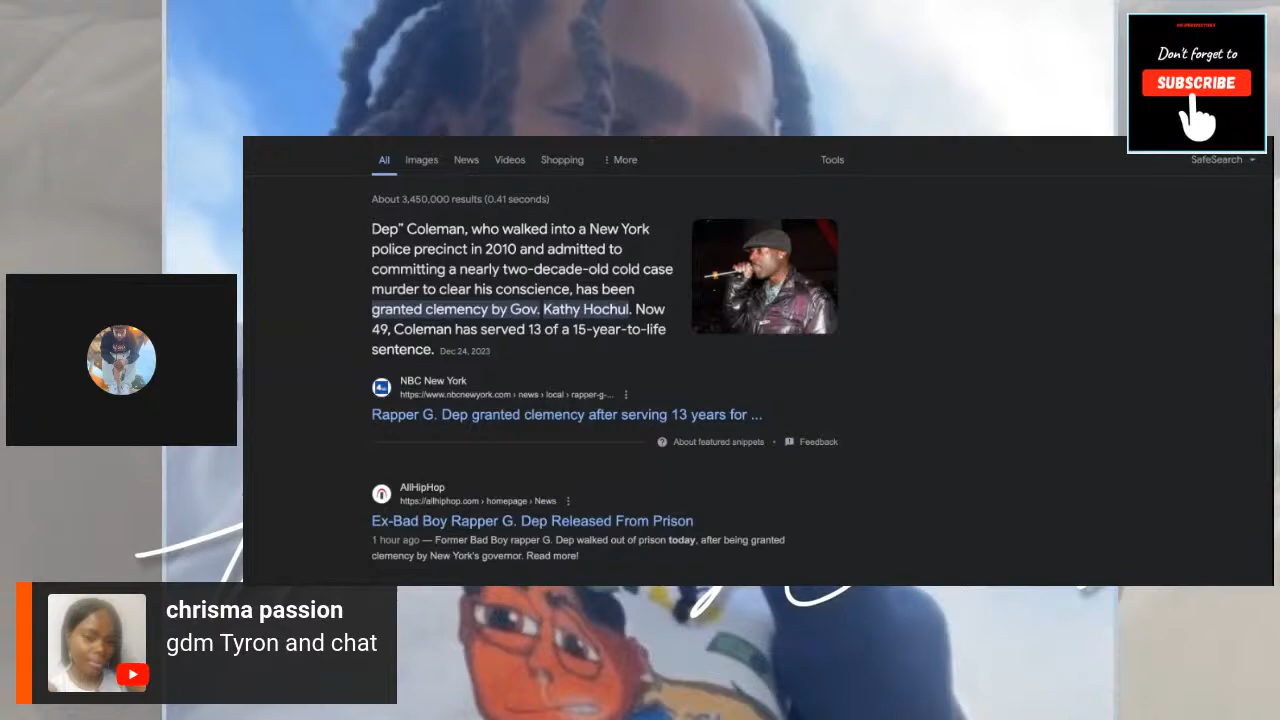 Don't forget to
SUBSCRIBE
All Images News Videos Shopping More Tools SafeSearch
About 3,450,000 results (0.41 seconds)
Dep” Coleman, who walked into a New York
police precinct in 2010 and admitted to
committing a nearly two-decade-old cold case
murder to clear his conscience, has been
granted clemency by Gov. Kathy Hochul. Now
49, Coleman has served 13 of a 15-year-to-life
sentence. Dec 24, 2023
NBC New York
https://www.nbcnewyork.com › news › local › rapper-g-...
Rapper G. Dep granted clemency after serving 13 years for ...
About featured snippets • Feedback
AllHipHop
https://allhiphop.com › homepage › News
Ex-Bad Boy Rapper G. Dep Released From Prison
1 hour ago — Former Bad Boy rapper G. Dep walked out of prison today, after being granted
clemency by New York's governor. Read more!
chrisma passion
gdm Tyron and chat